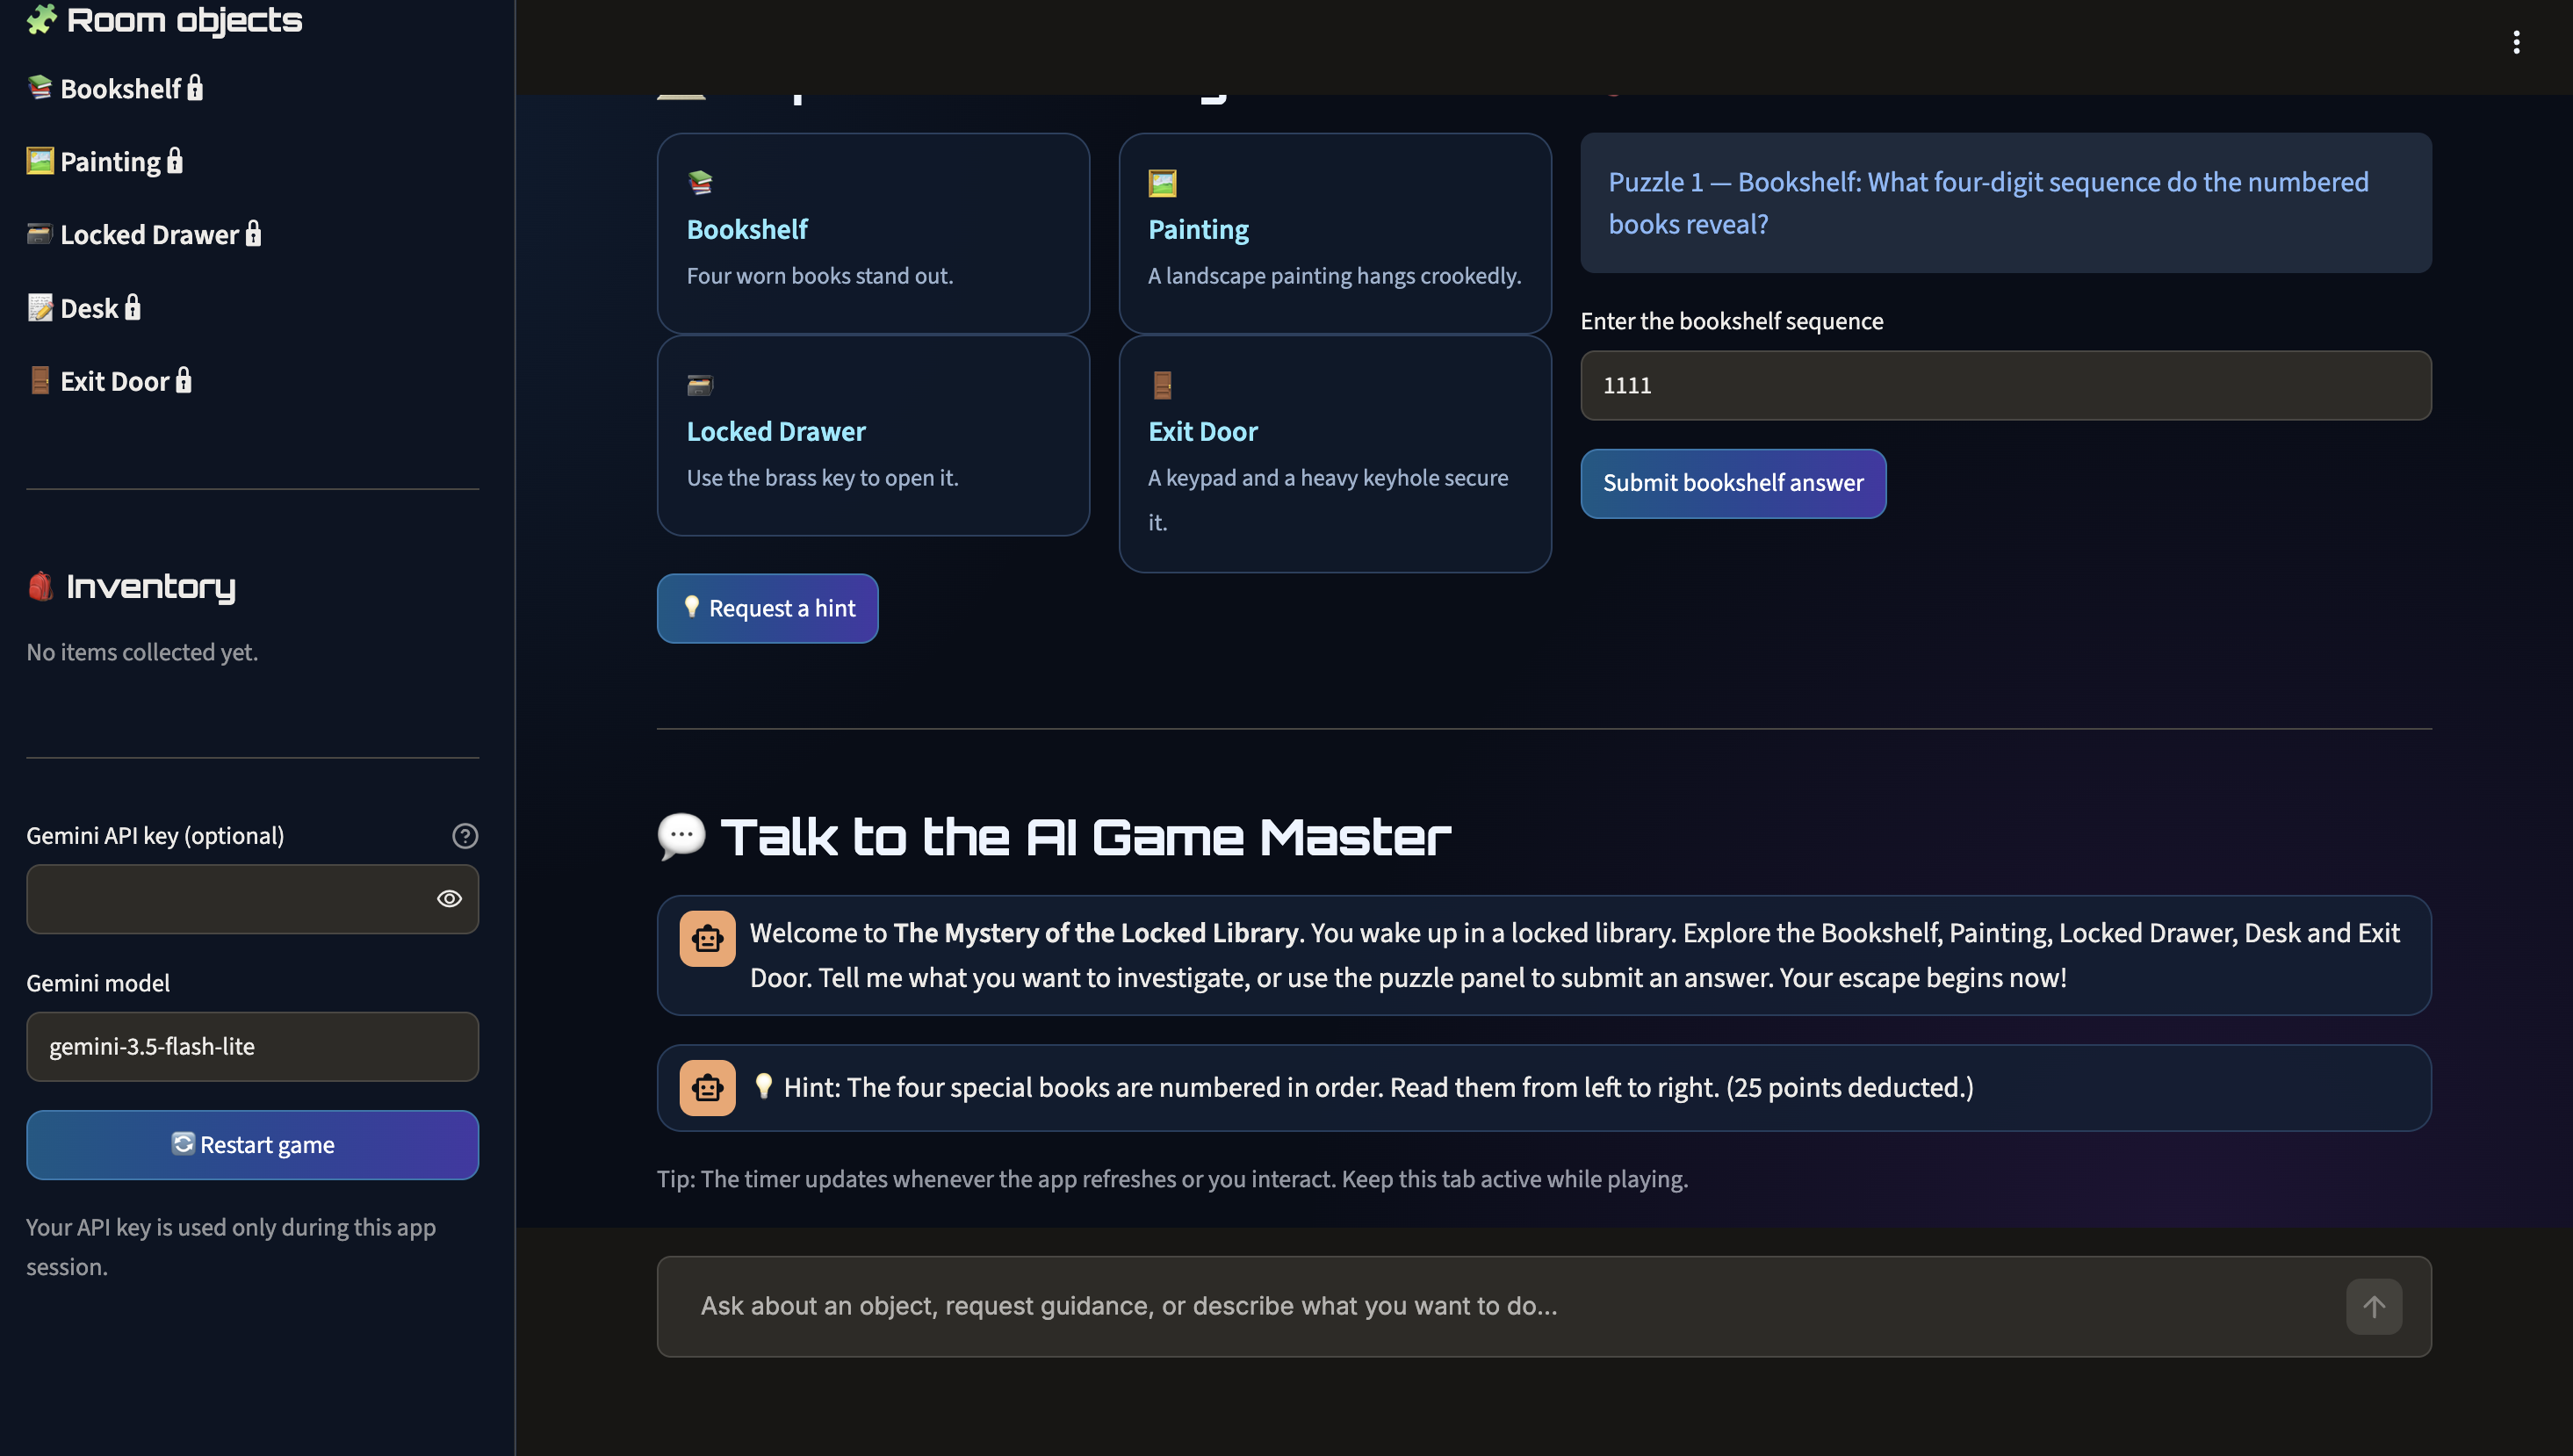 Room objects
Bookshelf
Painting
Locked Drawer
Desk
Exit Door
Inventory
No items collected yet.
Gemini API key (optional)
Gemini model
gemini-3.5-flash-lite
Restart game
Your API key is used only during this app
session.
Bookshelf
Four worn books stand out.
Painting
A landscape painting hangs crookedly.
Locked Drawer
Use the brass key to open it.
Exit Door
A keypad and a heavy keyhole secure
it.
Request a hint
Puzzle 1 — Bookshelf: What four-digit sequence do the numbered
books reveal?
Enter the bookshelf sequence
1111
Submit bookshelf answer
Talk to the AI Game Master
Welcome to The Mystery of the Locked Library. You wake up in a locked library. Explore the Bookshelf, Painting, Locked Drawer, Desk and Exit
Door. Tell me what you want to investigate, or use the puzzle panel to submit an answer. Your escape begins now!
Hint: The four special books are numbered in order. Read them from left to right. (25 points deducted.)
Tip: The timer updates whenever the app refreshes or you interact. Keep this tab active while playing.
Ask about an object, request guidance, or describe what you want to do...